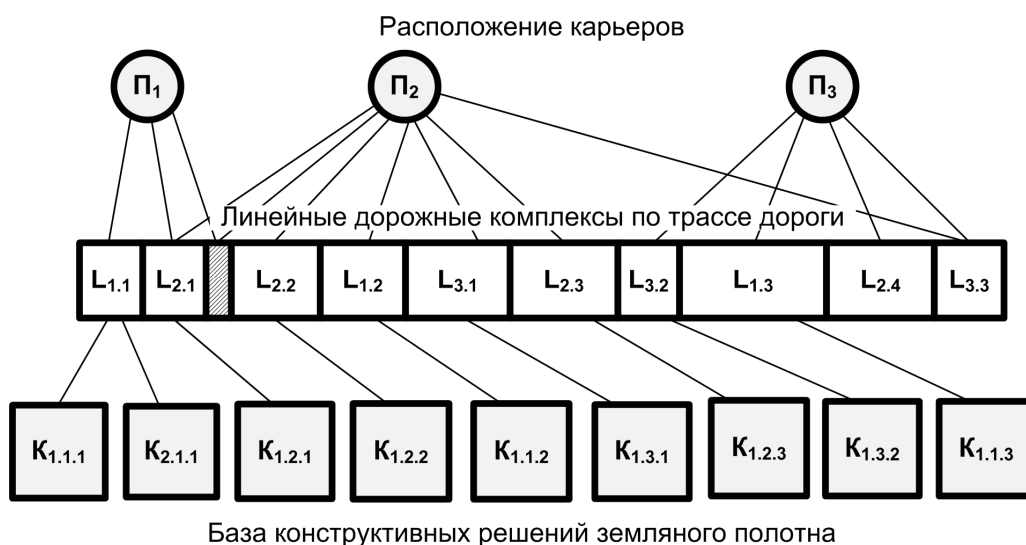 Расположение карьеров
П₁ П₂ П₃
Линейные дорожные комплексы по трассе дороги
L₁.₁ L₂.₁ L₂.₂ L₁.₂ L₃.₁ L₂.₃ L₃.₂ L₁.₃ L₂.₄ L₃.₃
К₁.₁.₁ К₂.₁.₁ К₁.₂.₁ К₁.₂.₂ К₁.₁.₂ К₁.₃.₁ К₁.₂.₃ К₁.₃.₂ К₁.₁.₃
База конструктивных решений земляного полотна